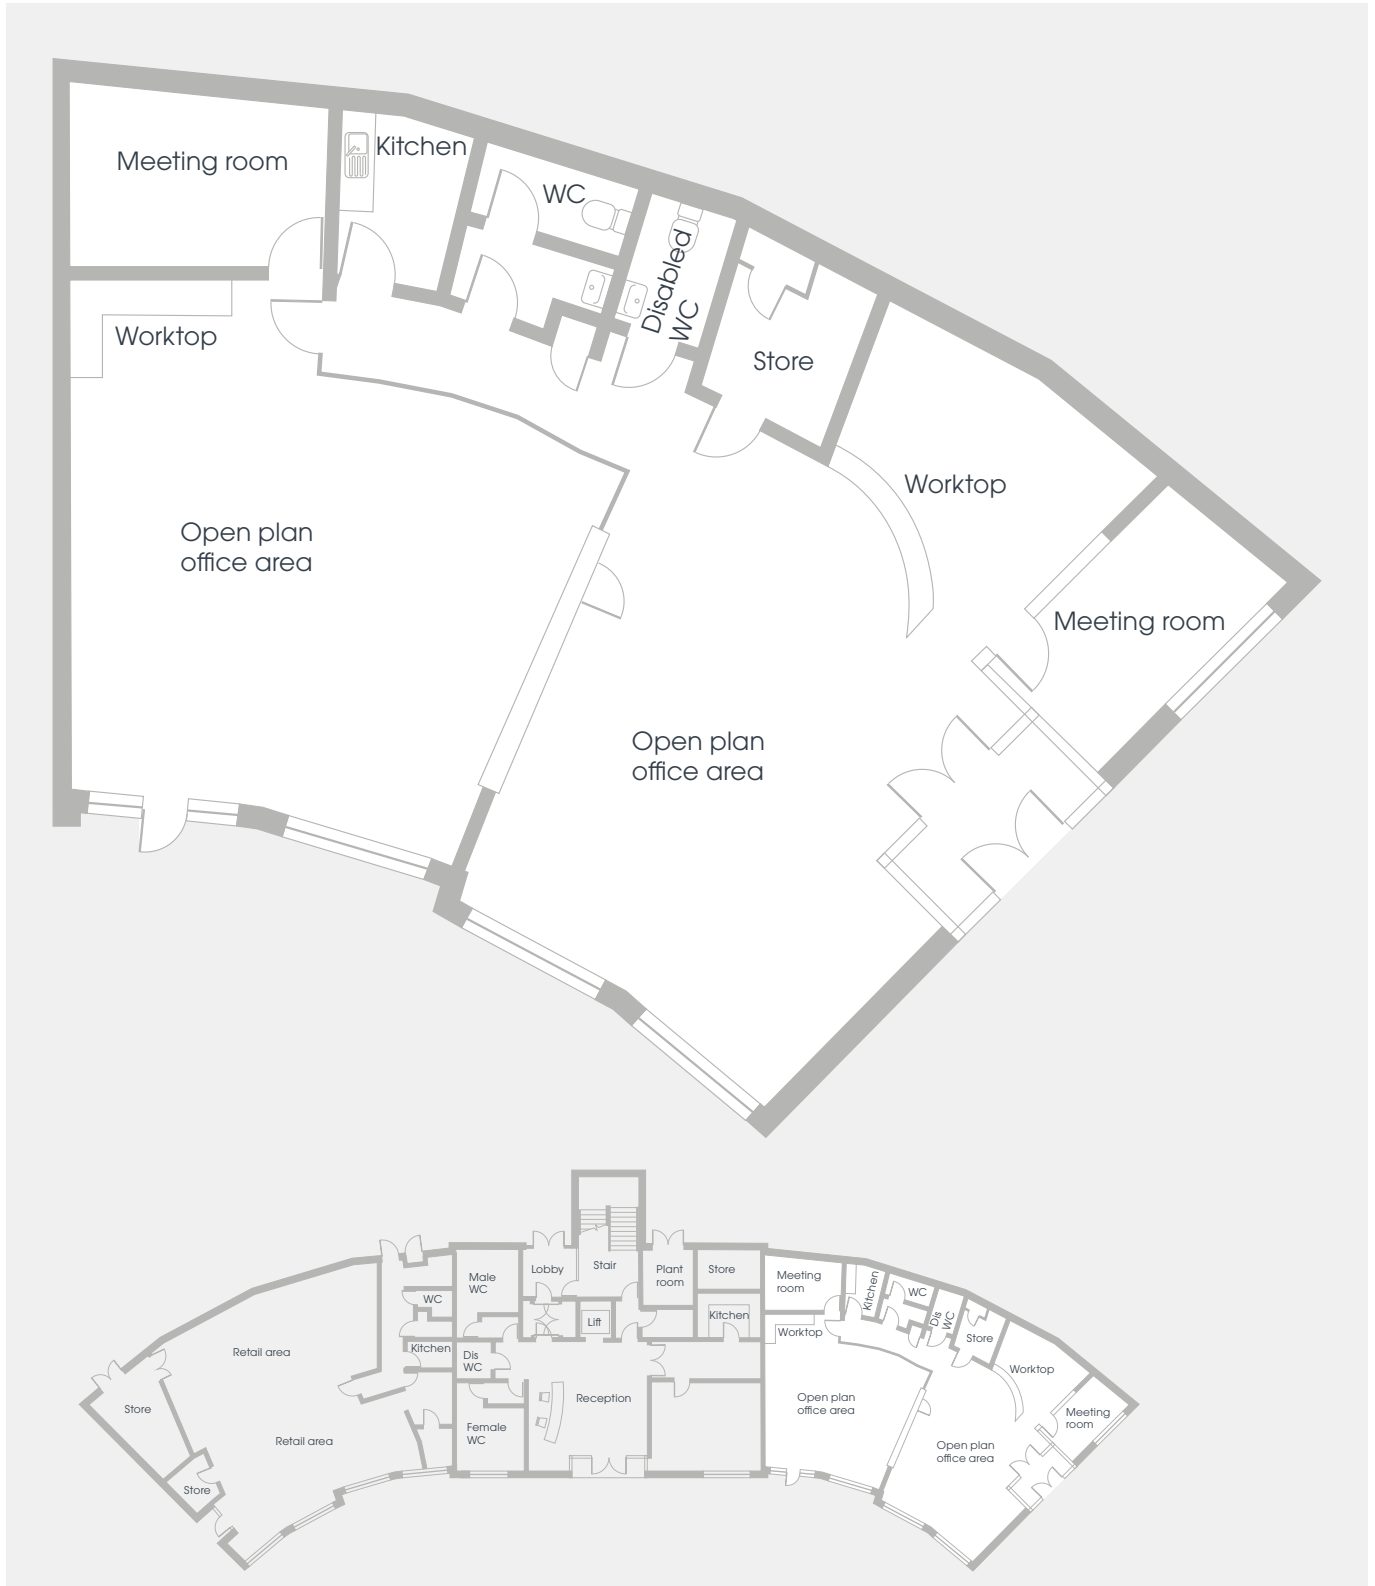 Meeting room
Kitchen
WC
Disabled
WC
Worktop
Store
Worktop
Open plan
office area
Meeting room
Open plan
office area
Male
WC
Lobby
Stair
Plant
room
Store
Meeting
room
Kitchen
WC
Dis
WC
WC
Lift
Kitchen
Worktop
Store
Retail area
Kitchen
Dis
WC
Worktop
Reception
Open plan
office area
Store
Meeting
room
Retail area
Female
WC
Open plan
office area
Store